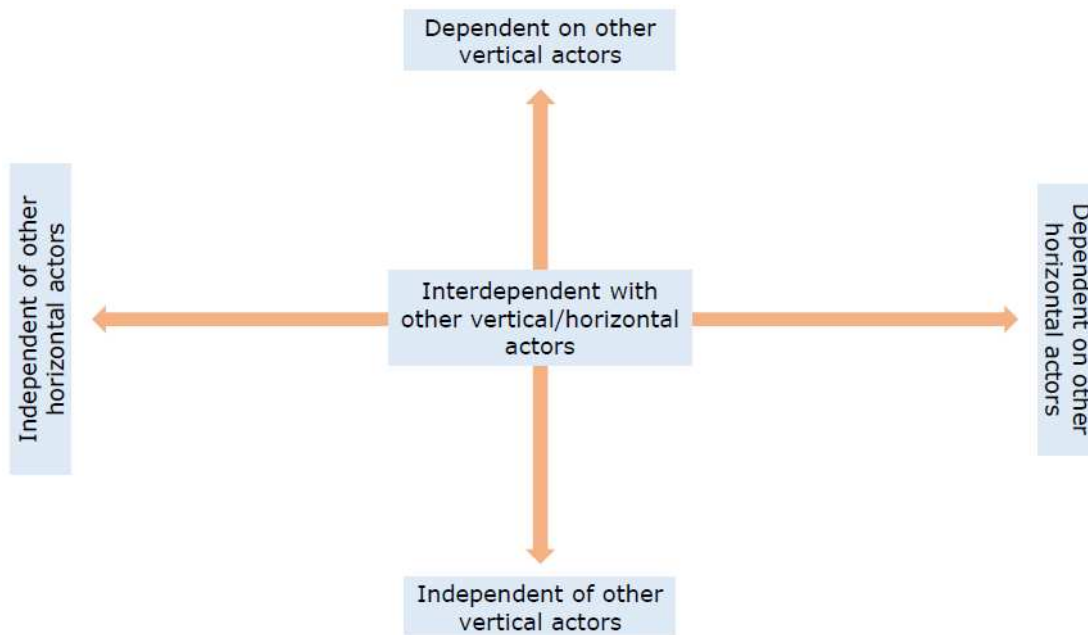 Dependent on other
vertical actors
Independent of other
horizontal actors
Interdependent with
other vertical/horizontal
actors
Dependent on other
horizontal actors
Independent of other
vertical actors